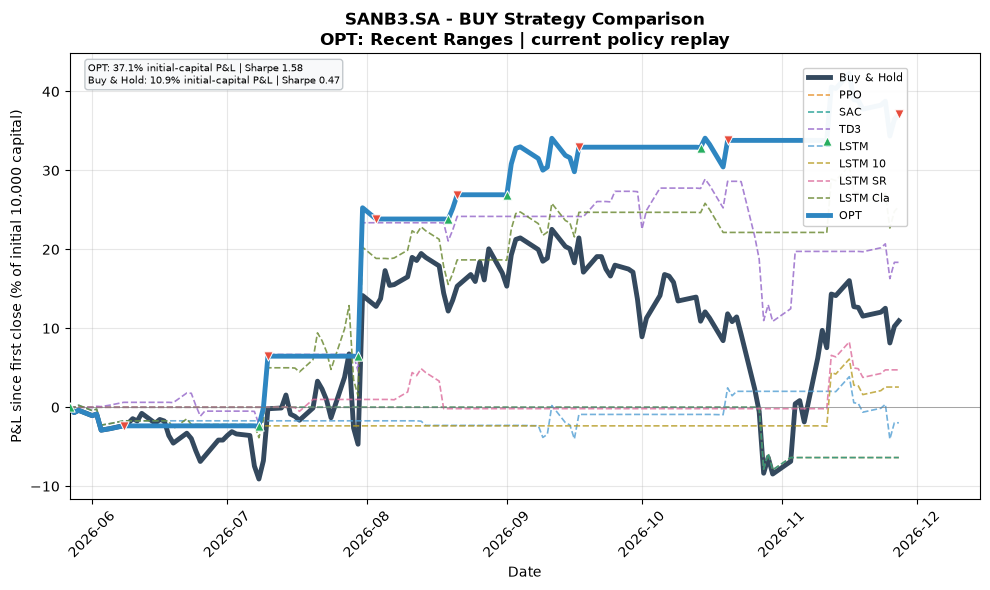 SANB3.SA - BUY Strategy Comparison
OPT: Recent Ranges | current policy replay
OPT: 37.1% initial-capital P&L | Sharpe 1.58
Buy & Hold: 10.9% initial-capital P&L | Sharpe 0.47
Buy & Hold
PPO
SAC
TD3
LSTM
LSTM 10
LSTM SR
LSTM Cla
OPT
P&L since first close (% of initial 10,000 capital)
40
30
20
10
0
−10
2026-06
2026-07
2026-08
2026-09
2026-10
2026-11
2026-12
Date